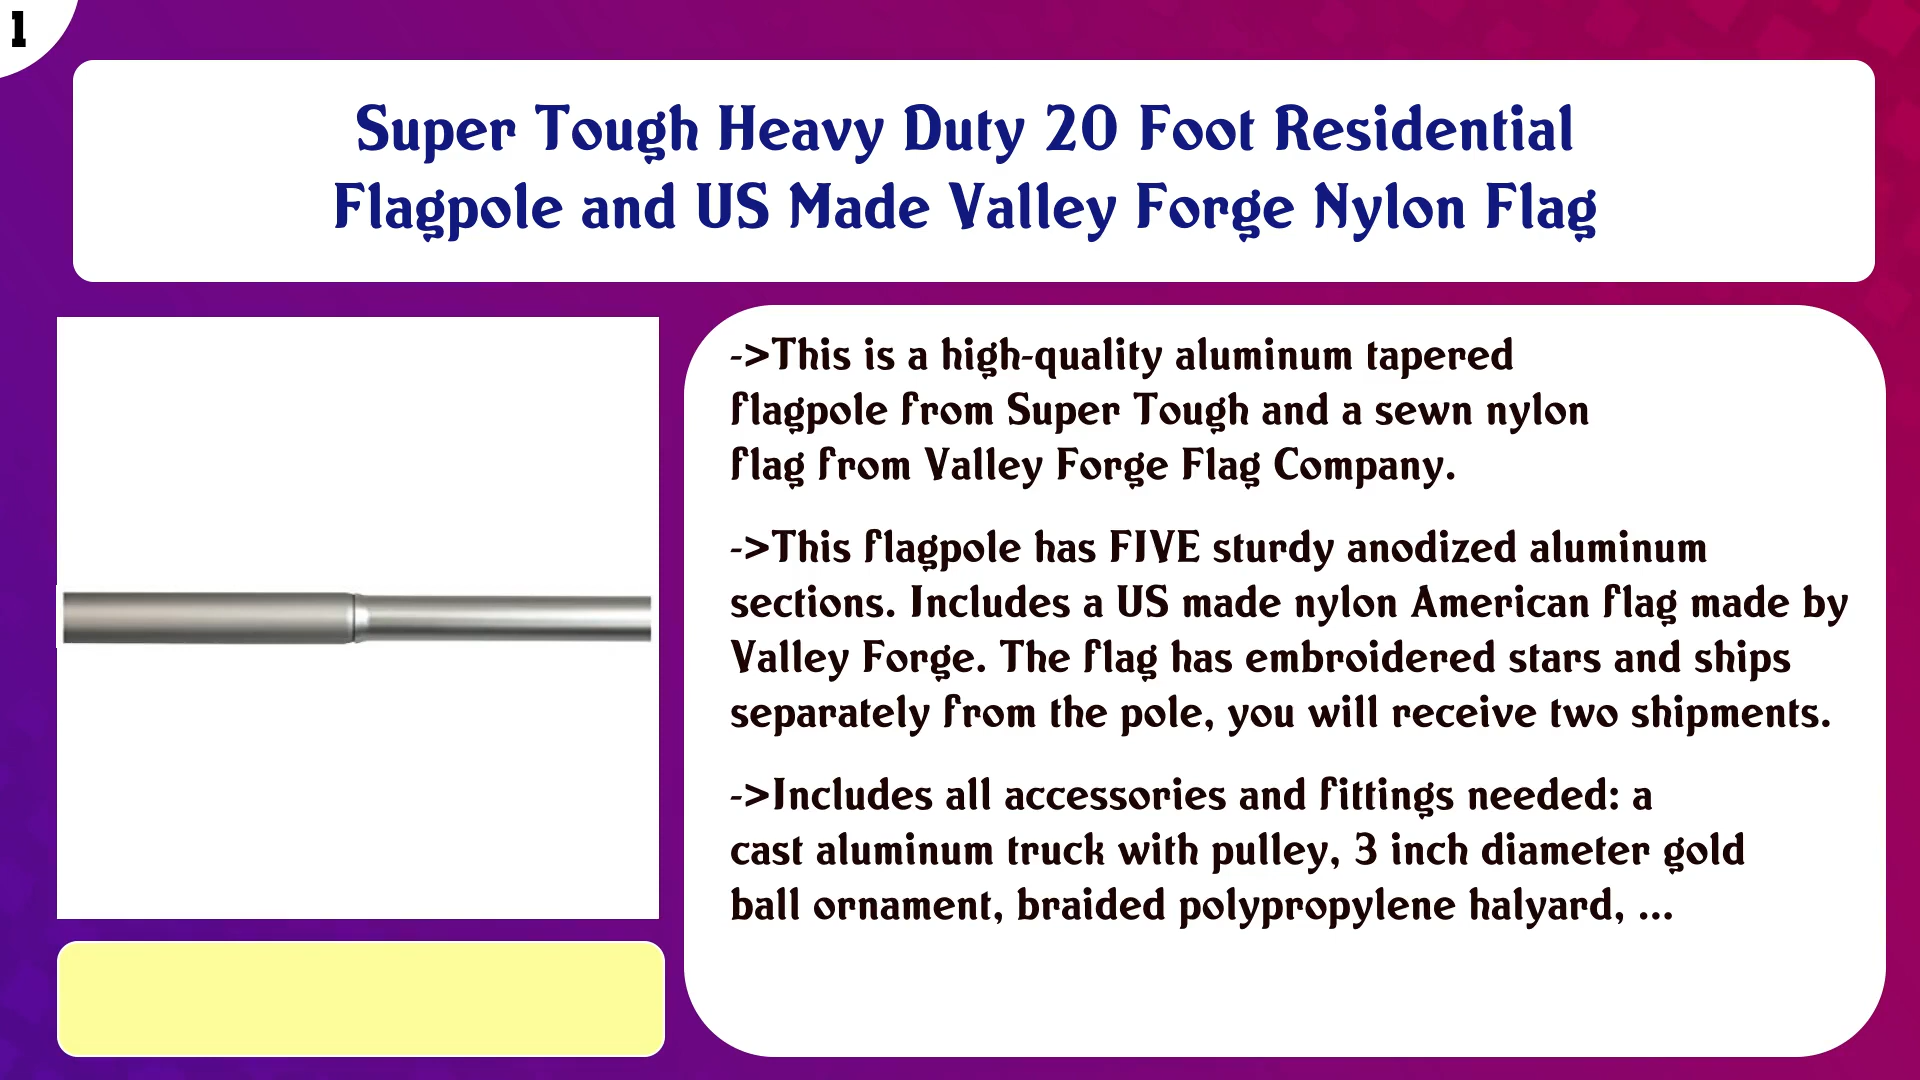 1
Super Tough Heavy Duty 20 Foot Residential
Flagpole and US Made Valley Forge Nylon Flag
->This is a high-quality aluminum tapered
flagpole from Super Tough and a sewn nylon
flag from Valley Forge Flag Company.
->This flagpole has FIVE sturdy anodized aluminum
sections. Includes a US made nylon American flag made by
Valley Forge. The flag has embroidered stars and ships
separately from the pole, you will receive two shipments.
->Includes all accessories and fittings needed: a
cast aluminum truck with pulley, 3 inch diameter gold
ball ornament, braided polypropylene halyard, ...